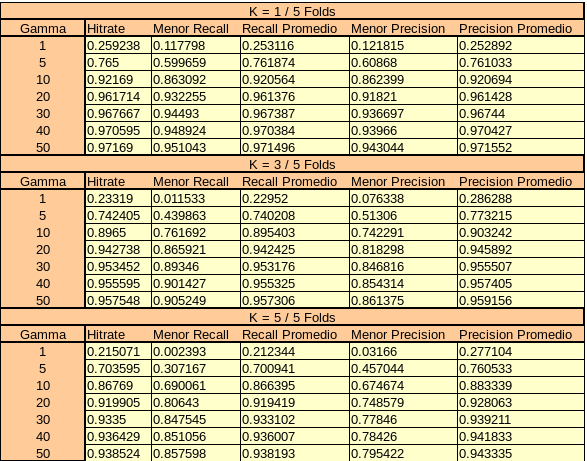 K = 1 / 5 Folds
Gamma Hitrate Menor Recall Recall Promedio Menor Precision Precision Promedio
1 0.259238 0.117798 0.253116 0.121815 0.252892
5 0.765 0.599659 0.761874 0.60868 0.761033
10 0.92169 0.863092 0.920564 0.862399 0.920694
20 0.961714 0.932255 0.961376 0.91821 0.961428
30 0.967667 0.94493 0.967387 0.936697 0.96744
40 0.970595 0.948924 0.970384 0.93966 0.970427
50 0.97169 0.951043 0.971496 0.943044 0.971552
K = 3 / 5 Folds
Gamma Hitrate Menor Recall Recall Promedio Menor Precision Precision Promedio
1 0.23319 0.011533 0.22952 0.076338 0.286288
5 0.742405 0.439863 0.740208 0.51306 0.773215
10 0.8965 0.761692 0.895403 0.742291 0.903242
20 0.942738 0.865921 0.942425 0.818298 0.945892
30 0.953452 0.89346 0.953176 0.846816 0.955507
40 0.955595 0.901427 0.955325 0.854314 0.957405
50 0.957548 0.905249 0.957306 0.861375 0.959156
K = 5 / 5 Folds
Gamma Hitrate Menor Recall Recall Promedio Menor Precision Precision Promedio
1 0.215071 0.002393 0.212344 0.03166 0.277104
5 0.703595 0.307167 0.700941 0.457044 0.760533
10 0.86769 0.690061 0.866395 0.674674 0.883339
20 0.919905 0.80643 0.919419 0.748579 0.928063
30 0.9335 0.847545 0.933102 0.77846 0.939211
40 0.936429 0.851056 0.936007 0.78426 0.941833
50 0.938524 0.857598 0.938193 0.795422 0.943335